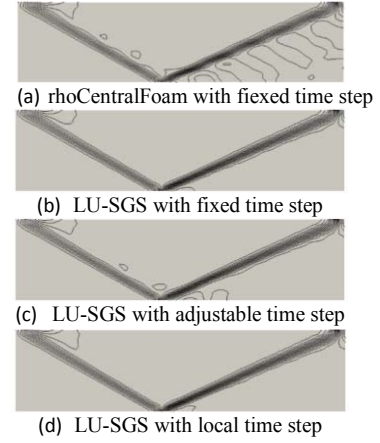 (a) rhoCentralFoam with fiexed time step
(b) LU-SGS with fixed time step
(c) LU-SGS with adjustable time step
(d) LU-SGS with local time step